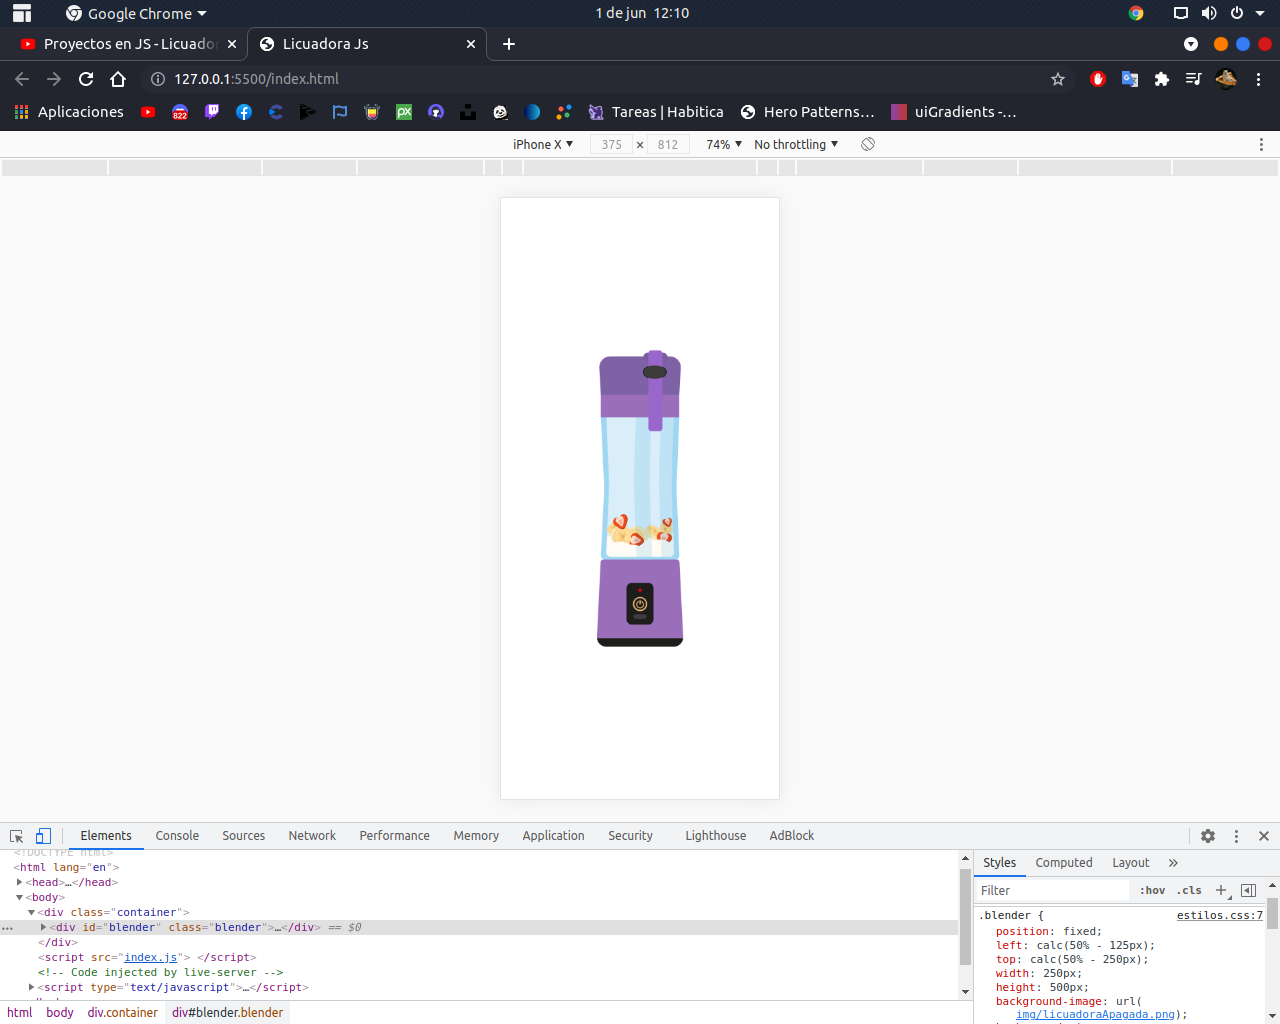 Google Chrome
1 de jun 12:10
Proyectos en JS - Licuado
Licuadora Js
127.0.0.1:5500/index.html
Aplicaciones
822
px
Tareas | Habitica
Hero Patterns...
uiGradients -...
iPhone X
375 × 812
74%
No throttling
Elements Console Sources Network Performance Memory Application Security Lighthouse AdBlock
<!DOCTYPE html>
<html lang="en">
<head>…</head>
<body>
<div class="container">
<div id="blender" class="blender">…</div> == $0
</div>
<script src="index.js"> </script>
<!-- Code injected by live-server -->
<script type="text/javascript">…</script>
html body div.container div#blender.blender
Styles Computed Layout »
Filter
:hov .cls +
.blender {
estilos.css:7
position: fixed;
left: calc(50% - 125px);
top: calc(50% - 250px);
width: 250px;
height: 500px;
background-image: url(
img/licuadoraApagada.png);